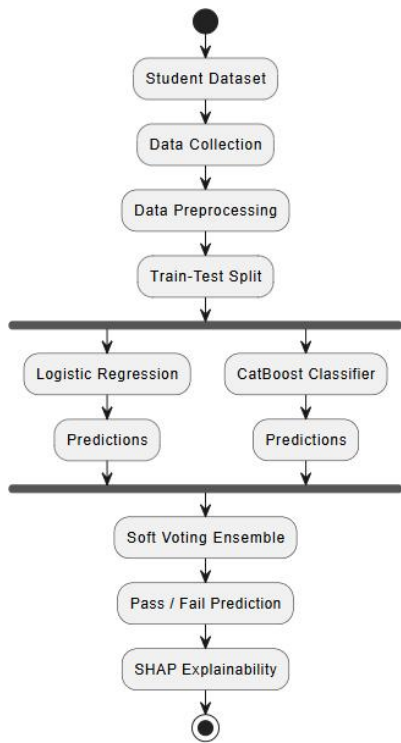 Student Dataset
Data Collection
Data Preprocessing
Train-Test Split
Logistic Regression
CatBoost Classifier
Predictions
Predictions
Soft Voting Ensemble
Pass / Fail Prediction
SHAP Explainability